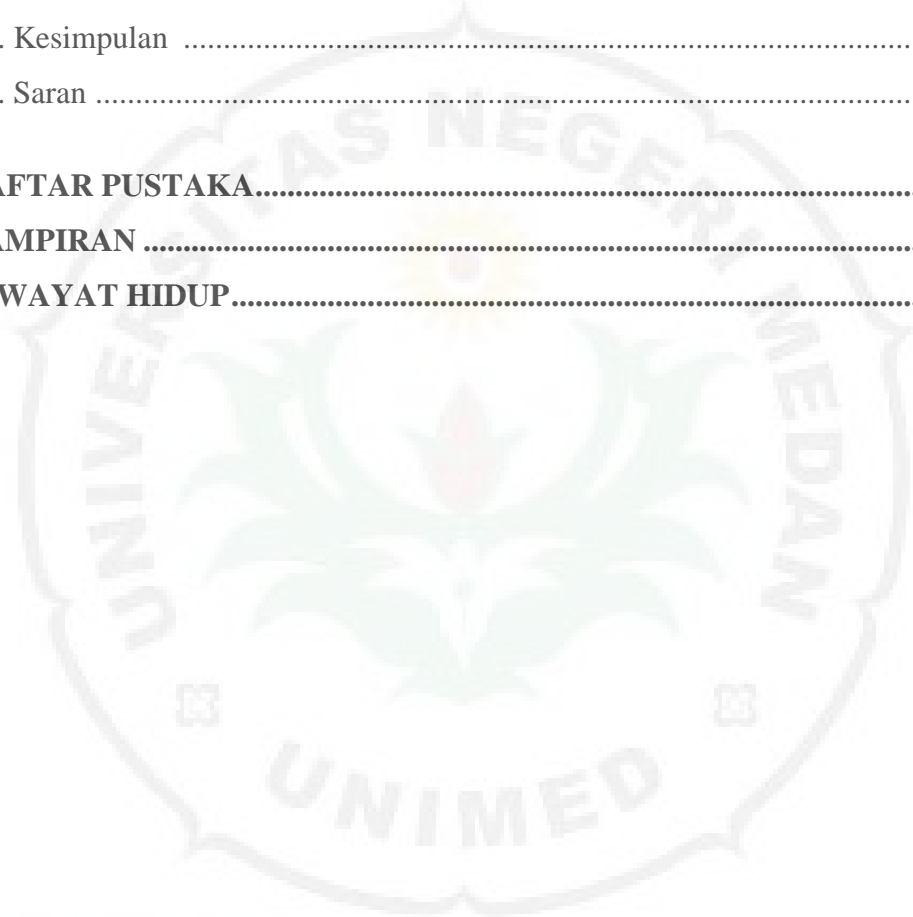 . Kesimpulan ........................................................................................
. Saran ........................................................................................
AFTAR PUSTAKA........................................................................................
AMPIRAN ........................................................................................
WAYAT HIDUP........................................................................................
UNIVERSITAS NEGERI MEDAN
UNIMED